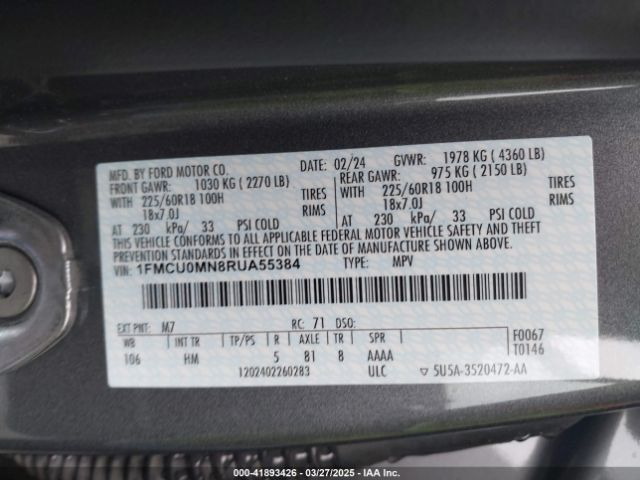 MFD. BY FORD MOTOR CO.
DATE: 02/24 GVWR: 1978 KG ( 4360 LB)
FRONT GAWR: 1030 KG ( 2270 LB)
REAR GAWR: 975 KG ( 2150 LB)
WITH 225/60R18 100H TIRES
WITH 225/60R18 100H TIRES
18x7.0J RIMS
18x7.0J RIMS
AT 230 kPa/ 33 PSI COLD
AT 230 kPa/ 33 PSI COLD
THIS VEHICLE CONFORMS TO ALL APPLICABLE FEDERAL MOTOR VEHICLE SAFETY AND THEFT
PREVENTION STANDARDS IN EFFECT ON THE DATE OF MANUFACTURE SHOWN ABOVE.
VIN: 1FMCU0MN8RUA55384 TYPE: MPV
EXT PNT: M7 RC: 71 DSO:
WB INT TR TP/PS R AXLE TR SPR
106 HM 5 81 8 AAAA
F0067
T0146
1202402260283 ULC ▽ 5U5A-3520472-AA
© - 41893426 - 03/27/2025 - IAA Inc.